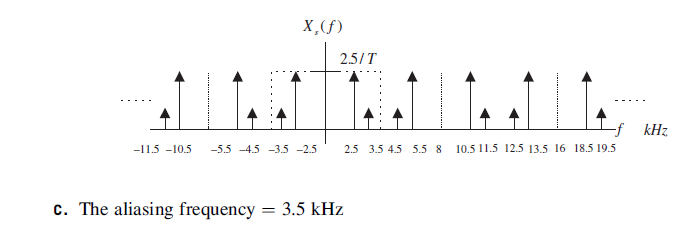 X_s(f)
2.5/T
f kHz
−11.5 −10.5 −5.5 −4.5 −3.5 −2.5 2.5 3.5 4.5 5.5 8 10.5 11.5 12.5 13.5 16 18.5 19.5
c. The aliasing frequency = 3.5 kHz